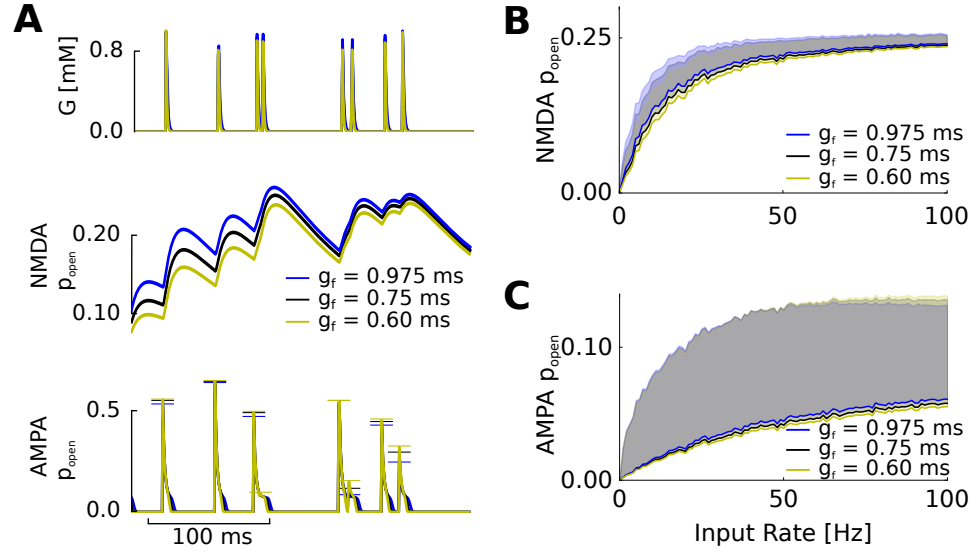 A
G [mM]
0.8
0.0
NMDA
p_open
0.20
0.10
g_f = 0.975 ms
g_f = 0.75 ms
g_f = 0.60 ms
AMPA
p_open
0.5
0.0
100 ms
B
NMDA p_open
0.25
0.00
g_f = 0.975 ms
g_f = 0.75 ms
g_f = 0.60 ms
0
50
100
C
AMPA p_open
0.10
0.00
g_f = 0.975 ms
g_f = 0.75 ms
g_f = 0.60 ms
0
50
100
Input Rate [Hz]